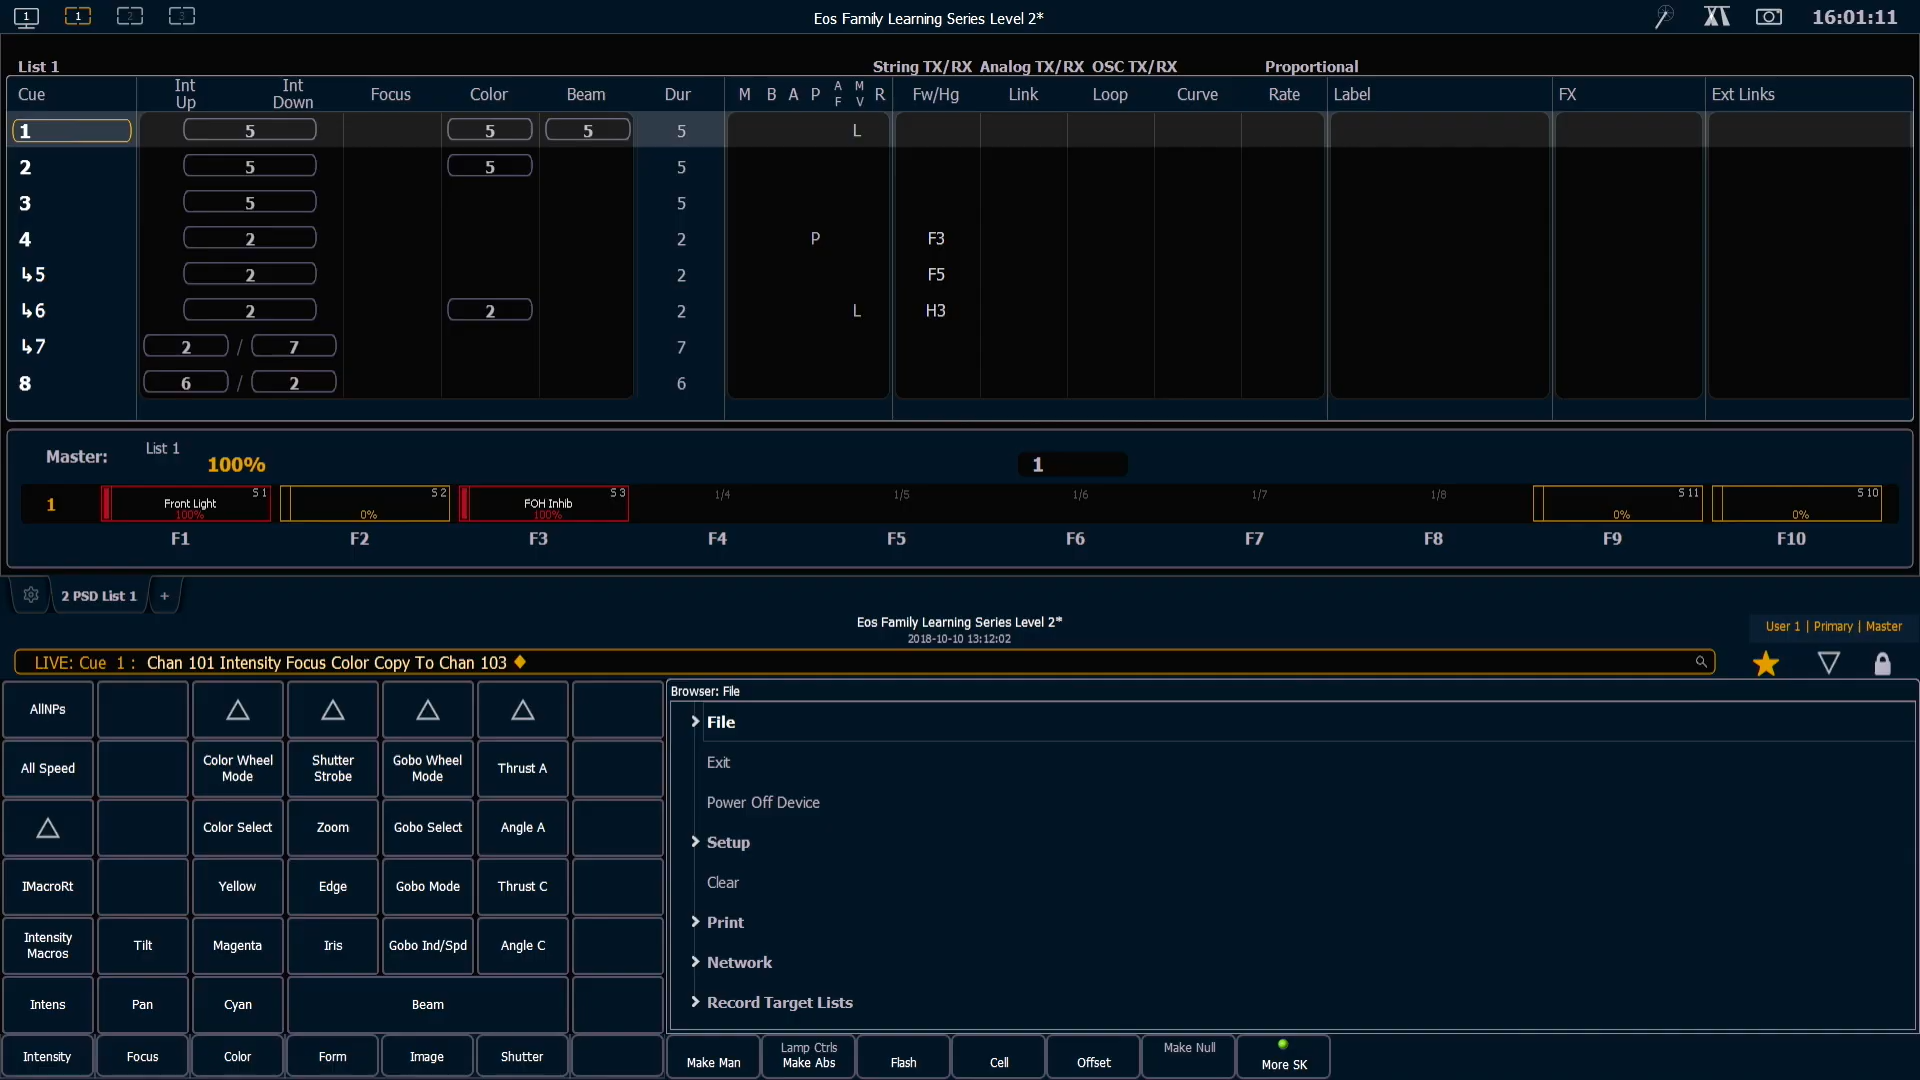 1 1 2 3 Eos Family Learning Series Level 2* 16:01:11
List 1 String TX/RX Analog TX/RX OSC TX/RX Proportional
Cue Int Up Int Down Focus Color Beam Dur M B A P AF MV R Fw/Hg Link Loop Curve Rate Label FX Ext Links
1 5 5 5 5 L
2 5 5 5
3 5 5
4 2 2 P F3
↳5 2 2 F5
↳6 2 2 2 L H3
↳7 2 / 7 7
8 6 / 2 6
Master: List 1 100% 1
1 Front Light 100% S 1 0% S 2 FOH Inhib 100% S 3 1/4 1/5 1/6 1/7 1/8 0% S 11 0% S 10
F1 F2 F3 F4 F5 F6 F7 F8 F9 F10
2 PSD List 1 +
Eos Family Learning Series Level 2*
2018-10-10 13:12:02
User 1 | Primary | Master
LIVE: Cue 1 : Chan 101 Intensity Focus Color Copy To Chan 103
AllNPs
All Speed Color Wheel Mode Shutter Strobe Gobo Wheel Mode Thrust A
Color Select Zoom Gobo Select Angle A
IMacroRt Yellow Edge Gobo Mode Thrust C
Intensity Macros Tilt Magenta Iris Gobo Ind/Spd Angle C
Intens Pan Cyan Beam
Intensity Focus Color Form Image Shutter
Browser: File
File
Exit
Power Off Device
Setup
Clear
Print
Network
Record Target Lists
Make Man Lamp Ctrls Make Abs Flash Cell Offset Make Null More SK